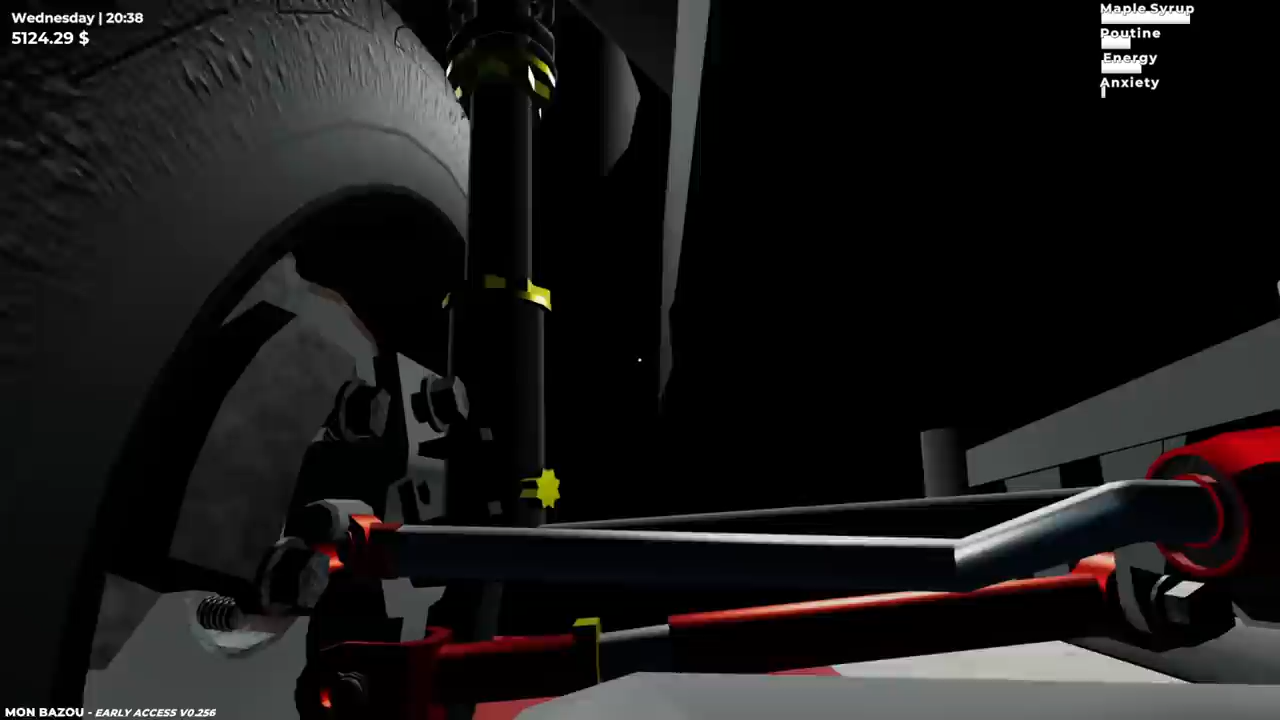 Wednesday | 20:38
5124.29 $
Maple Syrup
Poutine
Energy
Anxiety
MON BAZOU - EARLY ACCESS V0.256